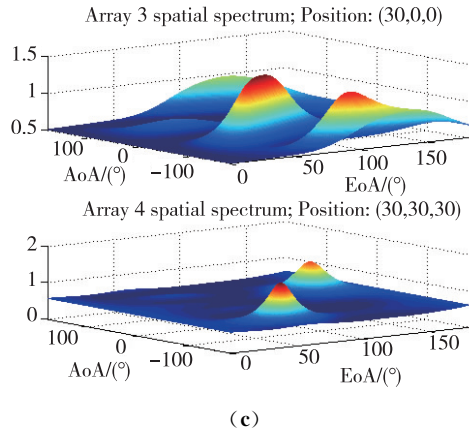 Array 3 spatial spectrum; Position: (30,0,0)
1.5
1
0.5
100
0
−100
AoA/(°)
0
50
100
150
EoA/(°)
Array 4 spatial spectrum; Position: (30,30,30)
2
1
0
100
0
−100
AoA/(°)
0
50
100
150
EoA/(°)
(c)